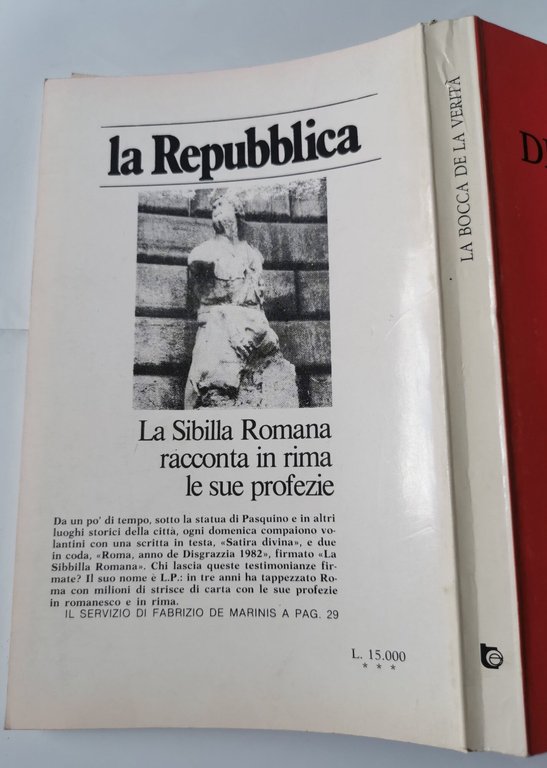 la Repubblica
La Sibilla Romana
racconta in rima
le sue profezie
Da un po' di tempo, sotto la statua di Pasquino e in altri
luoghi storici della città, ogni domenica compaiono vo-
lantini con una scritta in testa, «Satira divina», e due
in coda, «Roma, anno de Disgrazzia 1982», firmato «La
Sibbilla Romana». Chi lascia queste testimonianze fir-
mate? Il suo nome è L.P.: in tre anni ha tappezzato Ro-
ma con milioni di strisce di carta con le sue profezie
in romanesco e in rima.
IL SERVIZIO DI FABRIZIO DE MARINIS A PAG. 29
L. 15.000
* * *
LA BOCCA DE LA VERITÀ
te